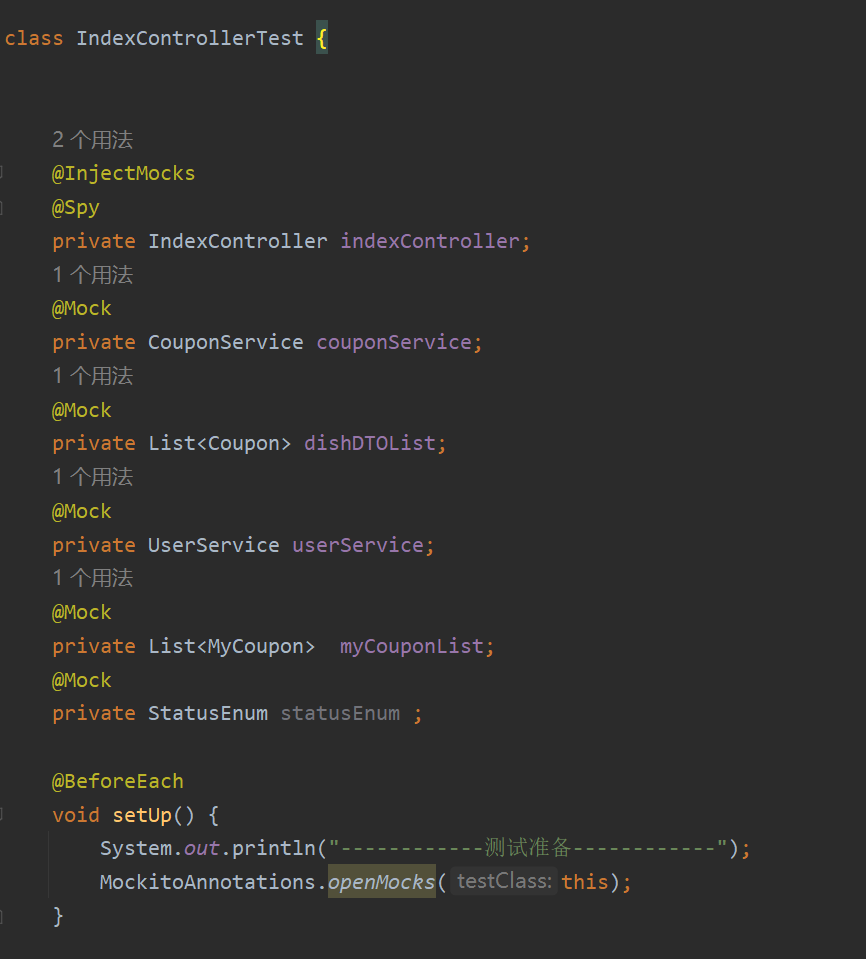 class IndexControllerTest {
2 个用法
@InjectMocks
@Spy
private IndexController indexController;
1 个用法
@Mock
private CouponService couponService;
1 个用法
@Mock
private List<Coupon> dishDTOList;
1 个用法
@Mock
private UserService userService;
1 个用法
@Mock
private List<MyCoupon>  myCouponList;
@Mock
private StatusEnum statusEnum ;
@BeforeEach
void setUp() {
System.out.println("------------测试准备------------");
MockitoAnnotations.openMocks( testClass: this);
}